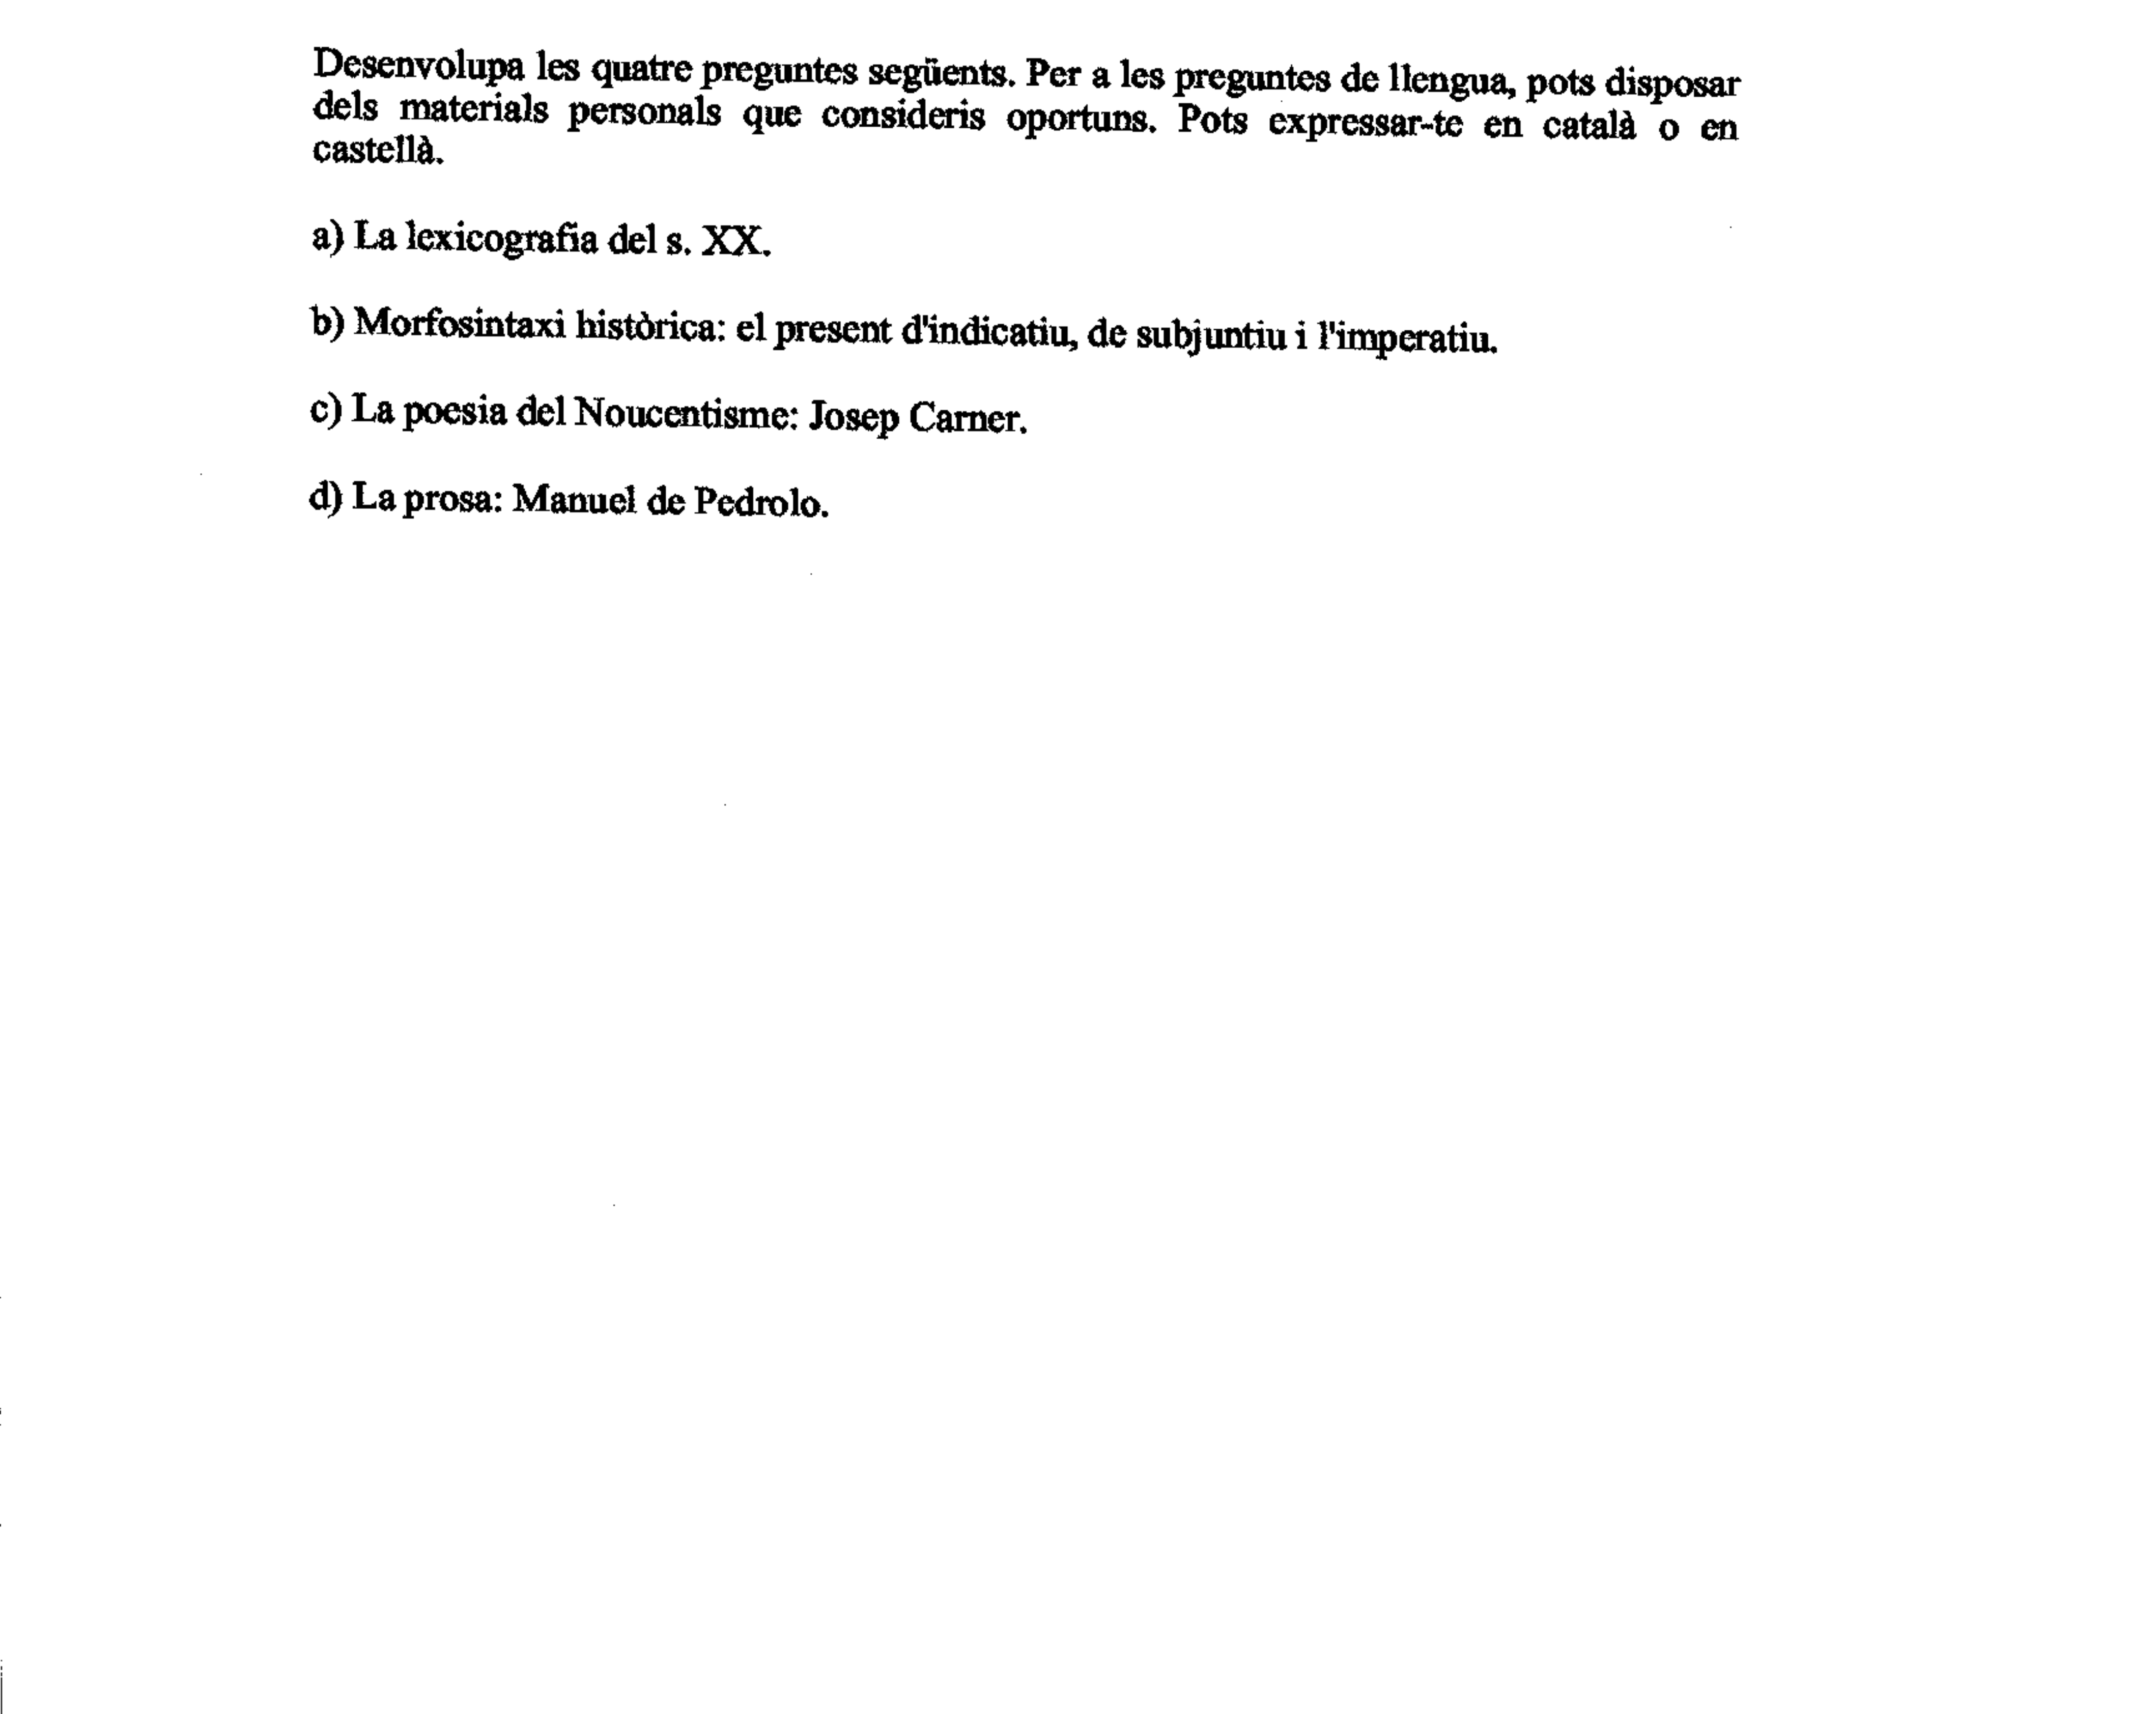 Desenvolupa les quatre preguntes següents. Per a les preguntes de llengua, pots disposar
dels materials personals que consideris oportuns. Pots expressar-te en català o en
castellà.
a) La lexicografia del s. XX.
b) Morfosintaxi històrica: el present d'indicatiu, de subjuntiu i l'imperatiu.
c) La poesia del Noucentisme: Josep Carner.
d) La prosa: Manuel de Pedrolo.